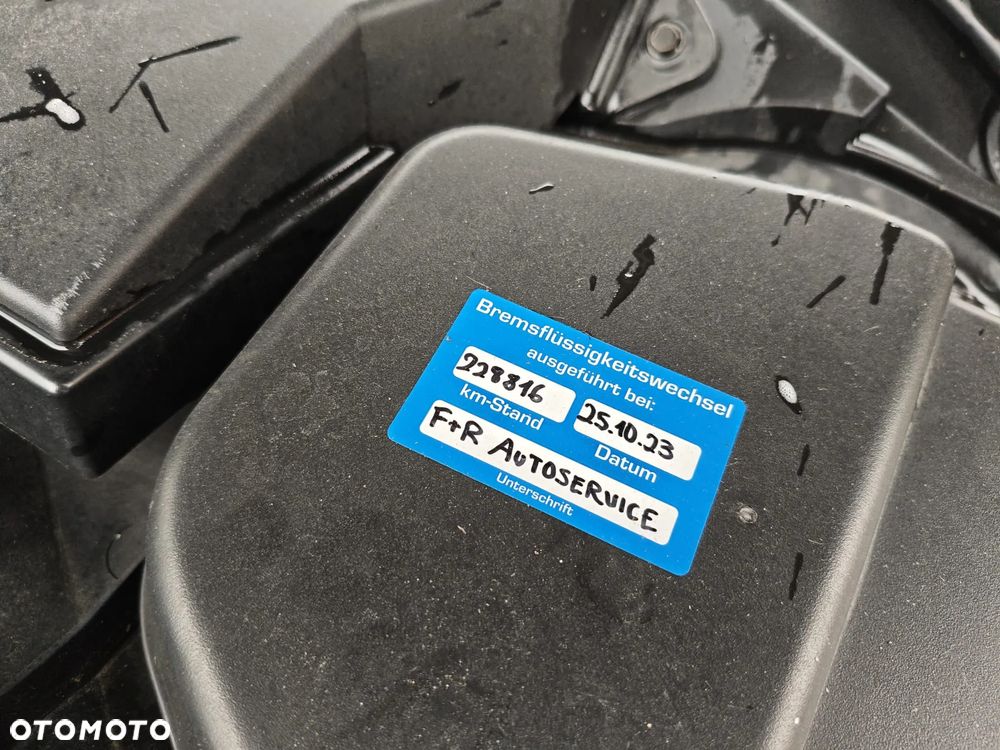 Bremsflüssigkeitswechsel
ausgeführt bei:
228816 25.10.23
km-Stand Datum
F+R AUTOSERVICE
Unterschrift
OTOMOTO